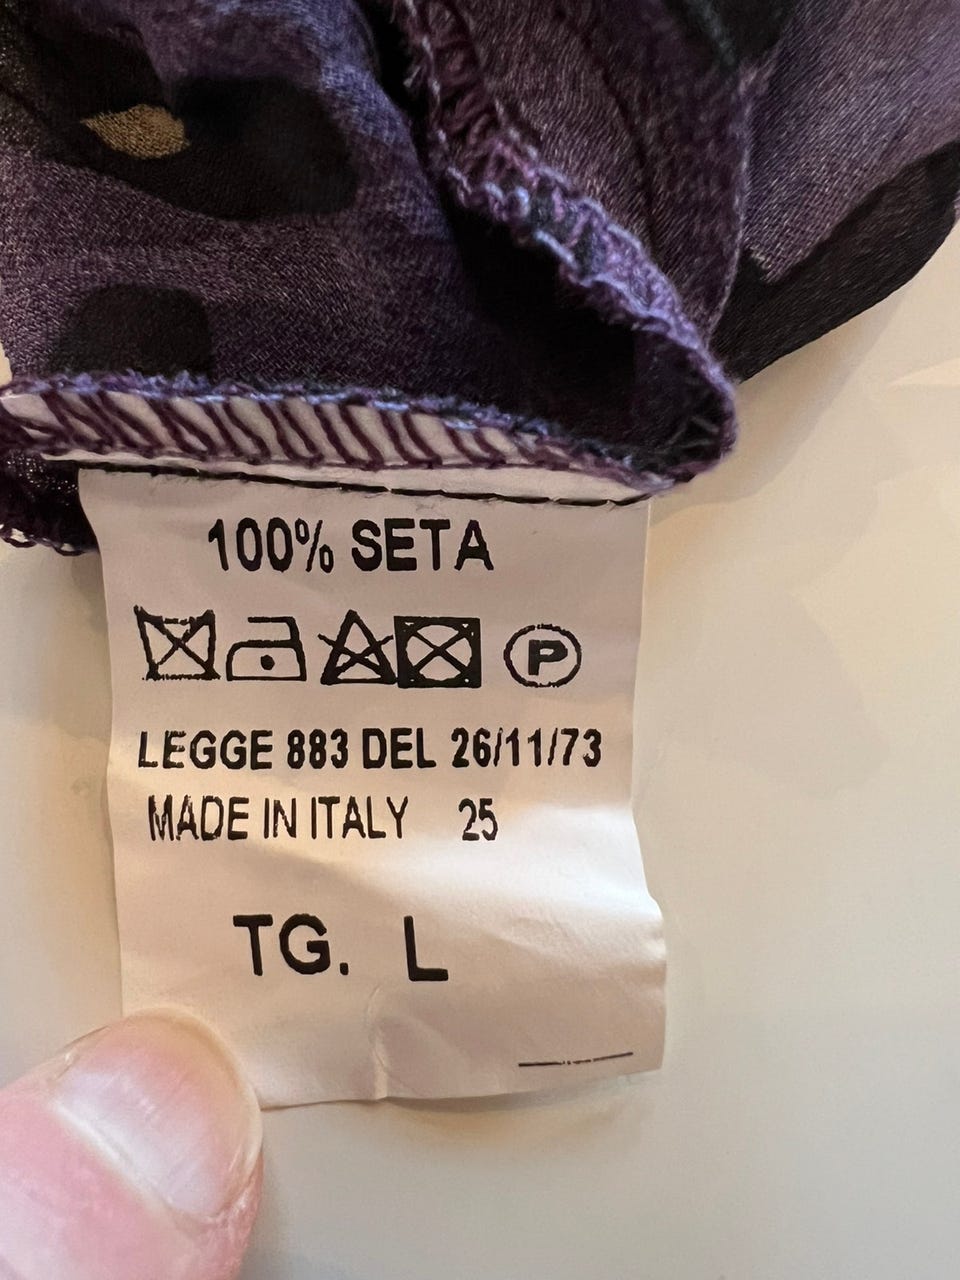 100% SETA
P
LEGGE 883 DEL 26/11/73
MADE IN ITALY 25
TG. L